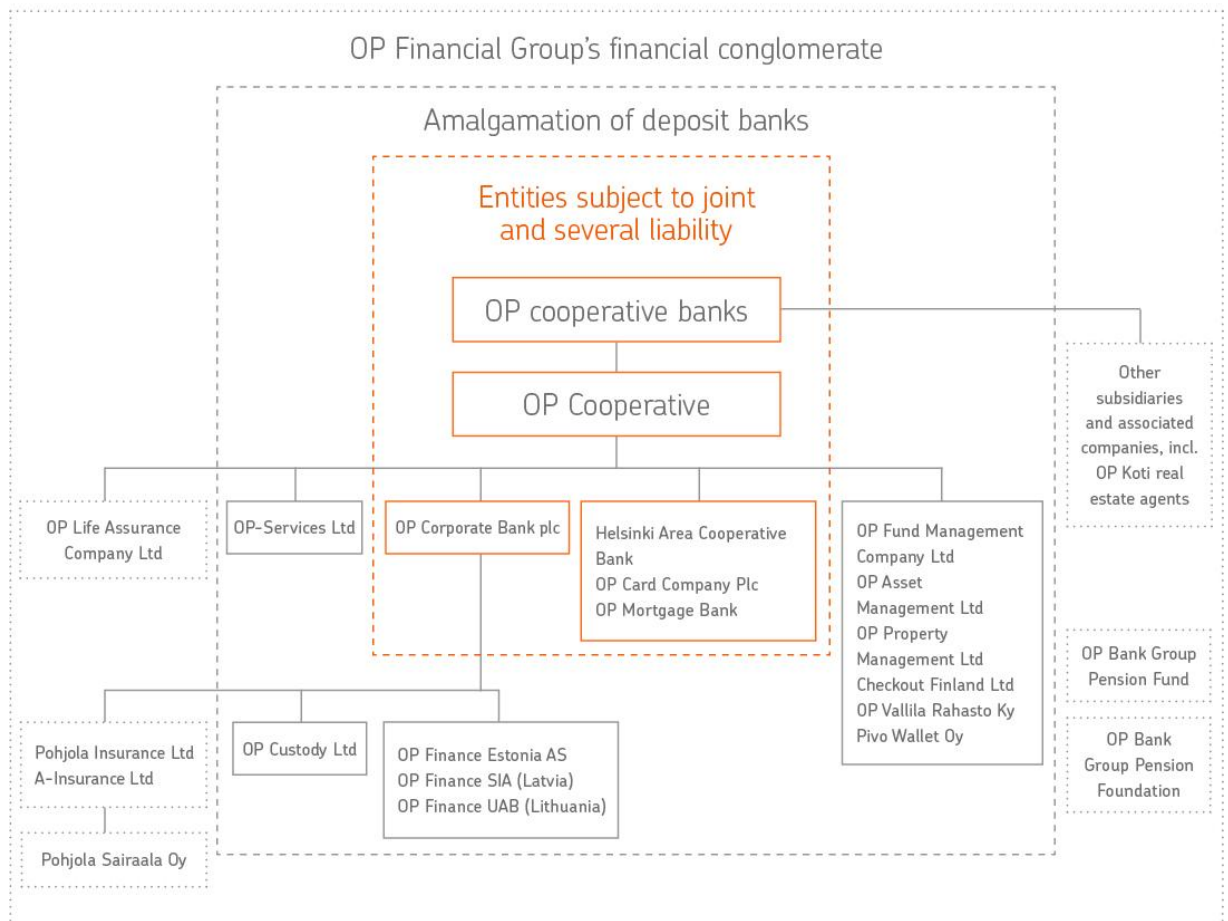 OP Financial Group's financial conglomerate
Amalgamation of deposit banks
Entities subject to joint
and several liability
OP cooperative banks
OP Cooperative
Other
subsidiaries
and associated
companies, incl.
OP Koti real
estate agents
OP Life Assurance
Company Ltd
OP-Services Ltd
OP Corporate Bank plc
Helsinki Area Cooperative
Bank
OP Card Company Plc
OP Mortgage Bank
OP Fund Management
Company Ltd
OP Asset
Management Ltd
OP Property
Management Ltd
Checkout Finland Ltd
OP Vallila Rahasto Ky
Pivo Wallet Oy
OP Bank Group
Pension Fund
OP Bank
Group Pension
Foundation
Pohjola Insurance Ltd
A-Insurance Ltd
OP Custody Ltd
OP Finance Estonia AS
OP Finance SIA (Latvia)
OP Finance UAB (Lithuania)
Pohjola Sairaala Oy